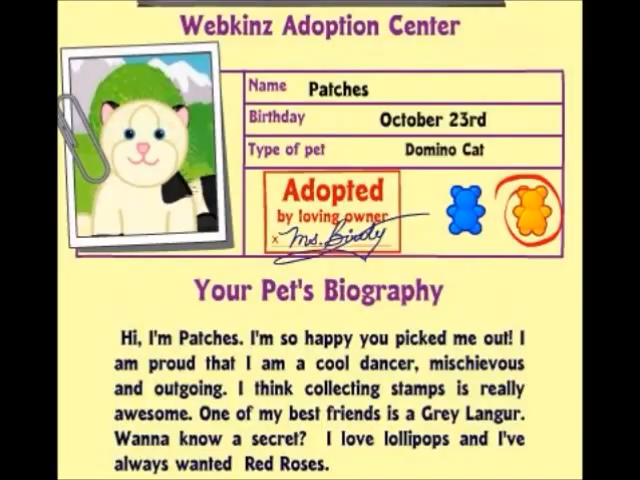 Webkinz Adoption Center
Name Patches
Birthday October 23rd
Type of pet Domino Cat
Adopted
by loving owner
x Ms. Birdy
Your Pet's Biography
Hi, I'm Patches. I'm so happy you picked me out! I
am proud that I am a cool dancer, mischievous
and outgoing. I think collecting stamps is really
awesome. One of my best friends is a Grey Langur.
Wanna know a secret? I love lollipops and I've
always wanted Red Roses.